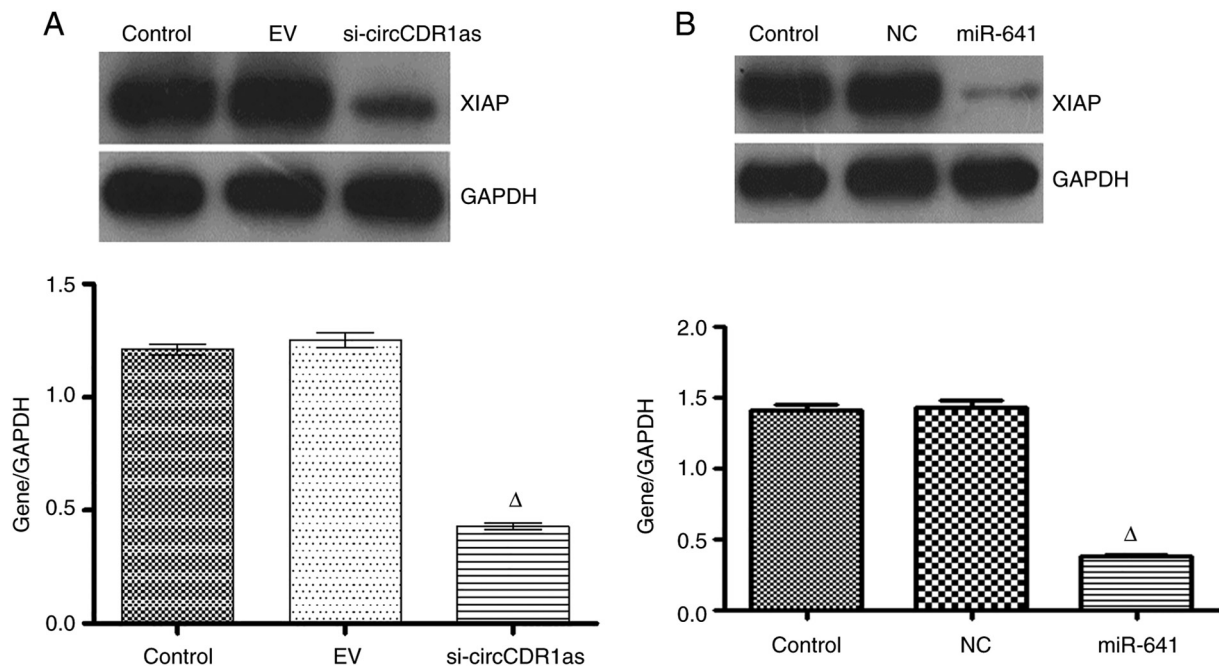 A
Control EV si-circCDR1as
XIAP
GAPDH
1.5
1.0
0.5
0.0
Gene/GAPDH
Δ
Control EV si-circCDR1as
B
Control NC miR-641
XIAP
GAPDH
2.0
1.5
1.0
0.5
0.0
Gene/GAPDH
Δ
Control NC miR-641